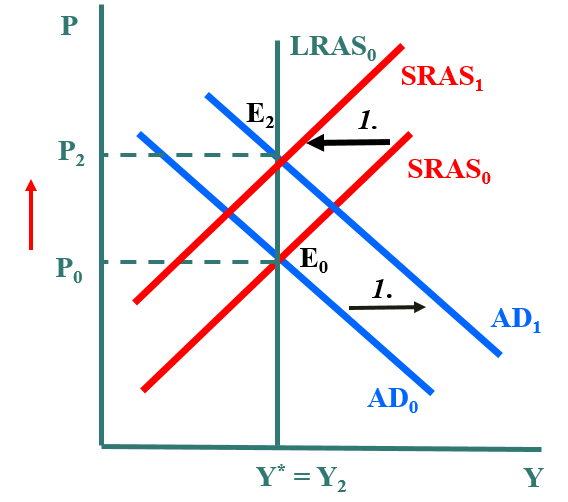 P
LRAS₀
SRAS₁
E₂
1.
P₂
SRAS₀
P₀
E₀
1.
AD₁
AD₀
Y* = Y₂
Y